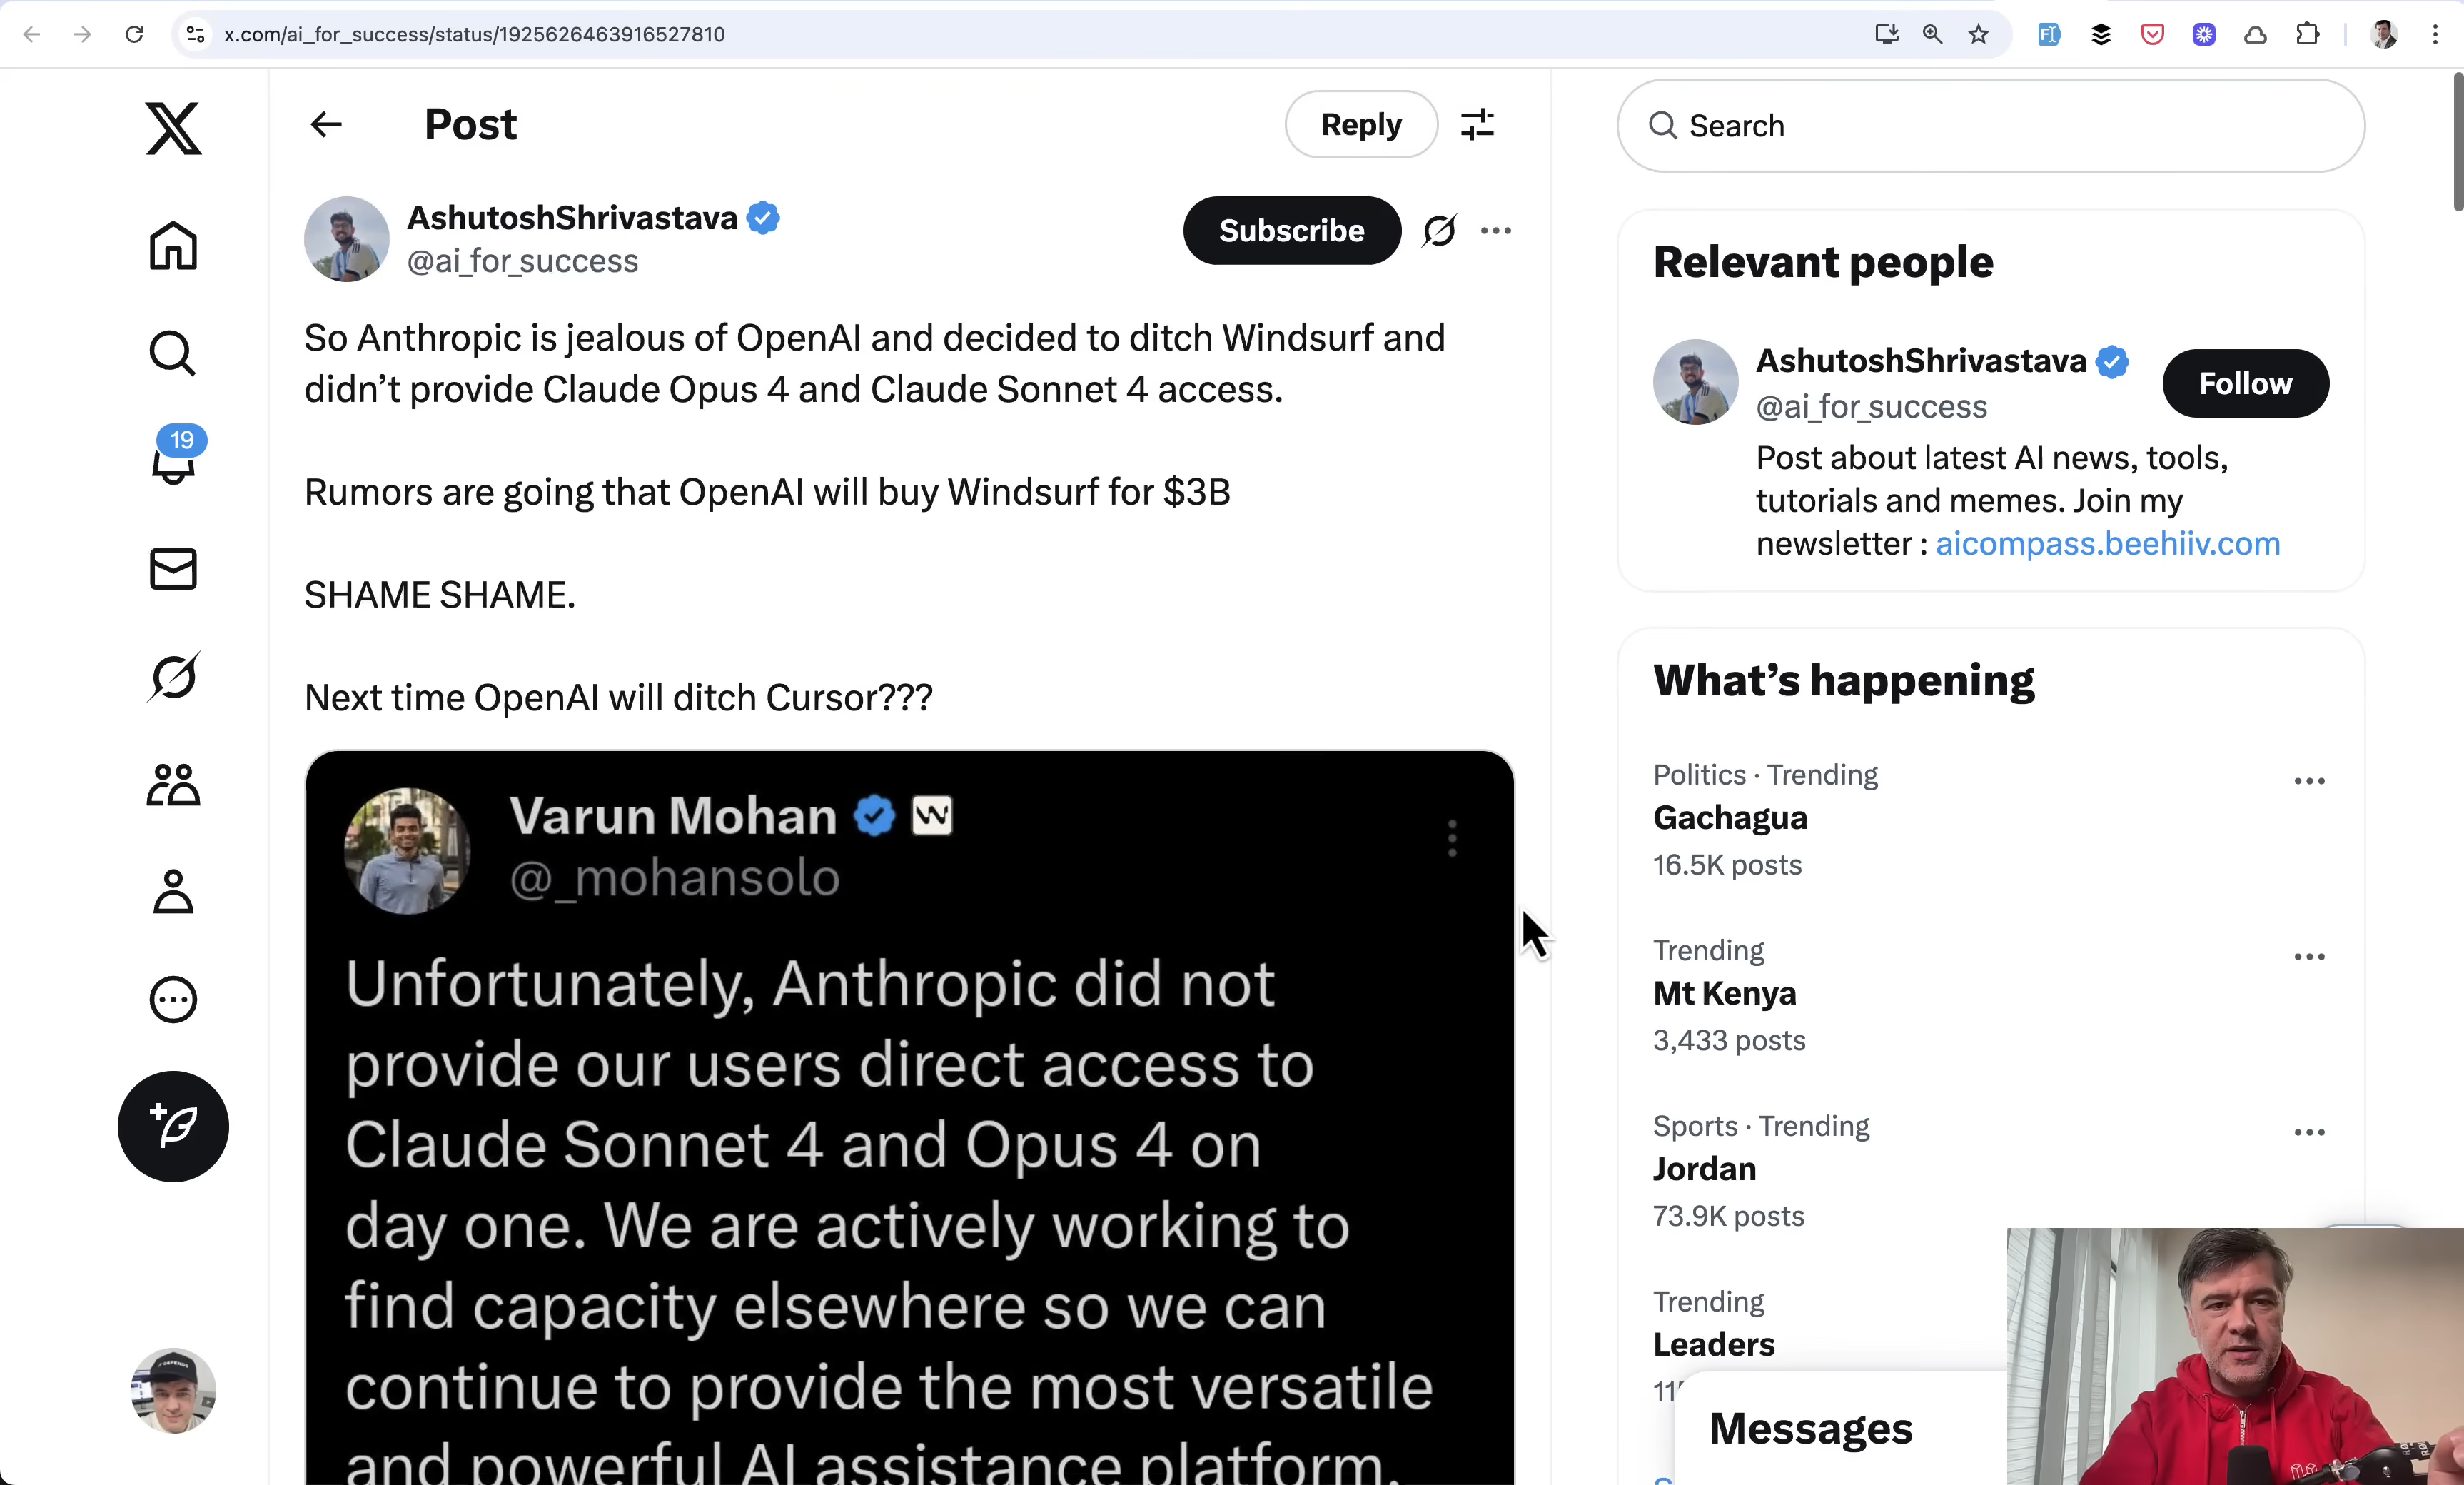 x.com/ai_for_success/status/1925626463916527810
Post
Reply
Search
AshutoshShrivastava
@ai_for_success
Subscribe
So Anthropic is jealous of OpenAI and decided to ditch Windsurf and
didn’t provide Claude Opus 4 and Claude Sonnet 4 access.
Rumors are going that OpenAI will buy Windsurf for $3B
SHAME SHAME.
Next time OpenAI will ditch Cursor???
19
Varun Mohan
@_mohansolo
Unfortunately, Anthropic did not
provide our users direct access to
Claude Sonnet 4 and Opus 4 on
day one. We are actively working to
find capacity elsewhere so we can
continue to provide the most versatile
and powerful AI assistance platform.
Relevant people
AshutoshShrivastava
@ai_for_success
Follow
Post about latest AI news, tools,
tutorials and memes. Join my
newsletter : aicompass.beehiiv.com
What’s happening
Politics · Trending
Gachagua
16.5K posts
Trending
Mt Kenya
3,433 posts
Sports · Trending
Jordan
73.9K posts
Trending
Leaders
Messages